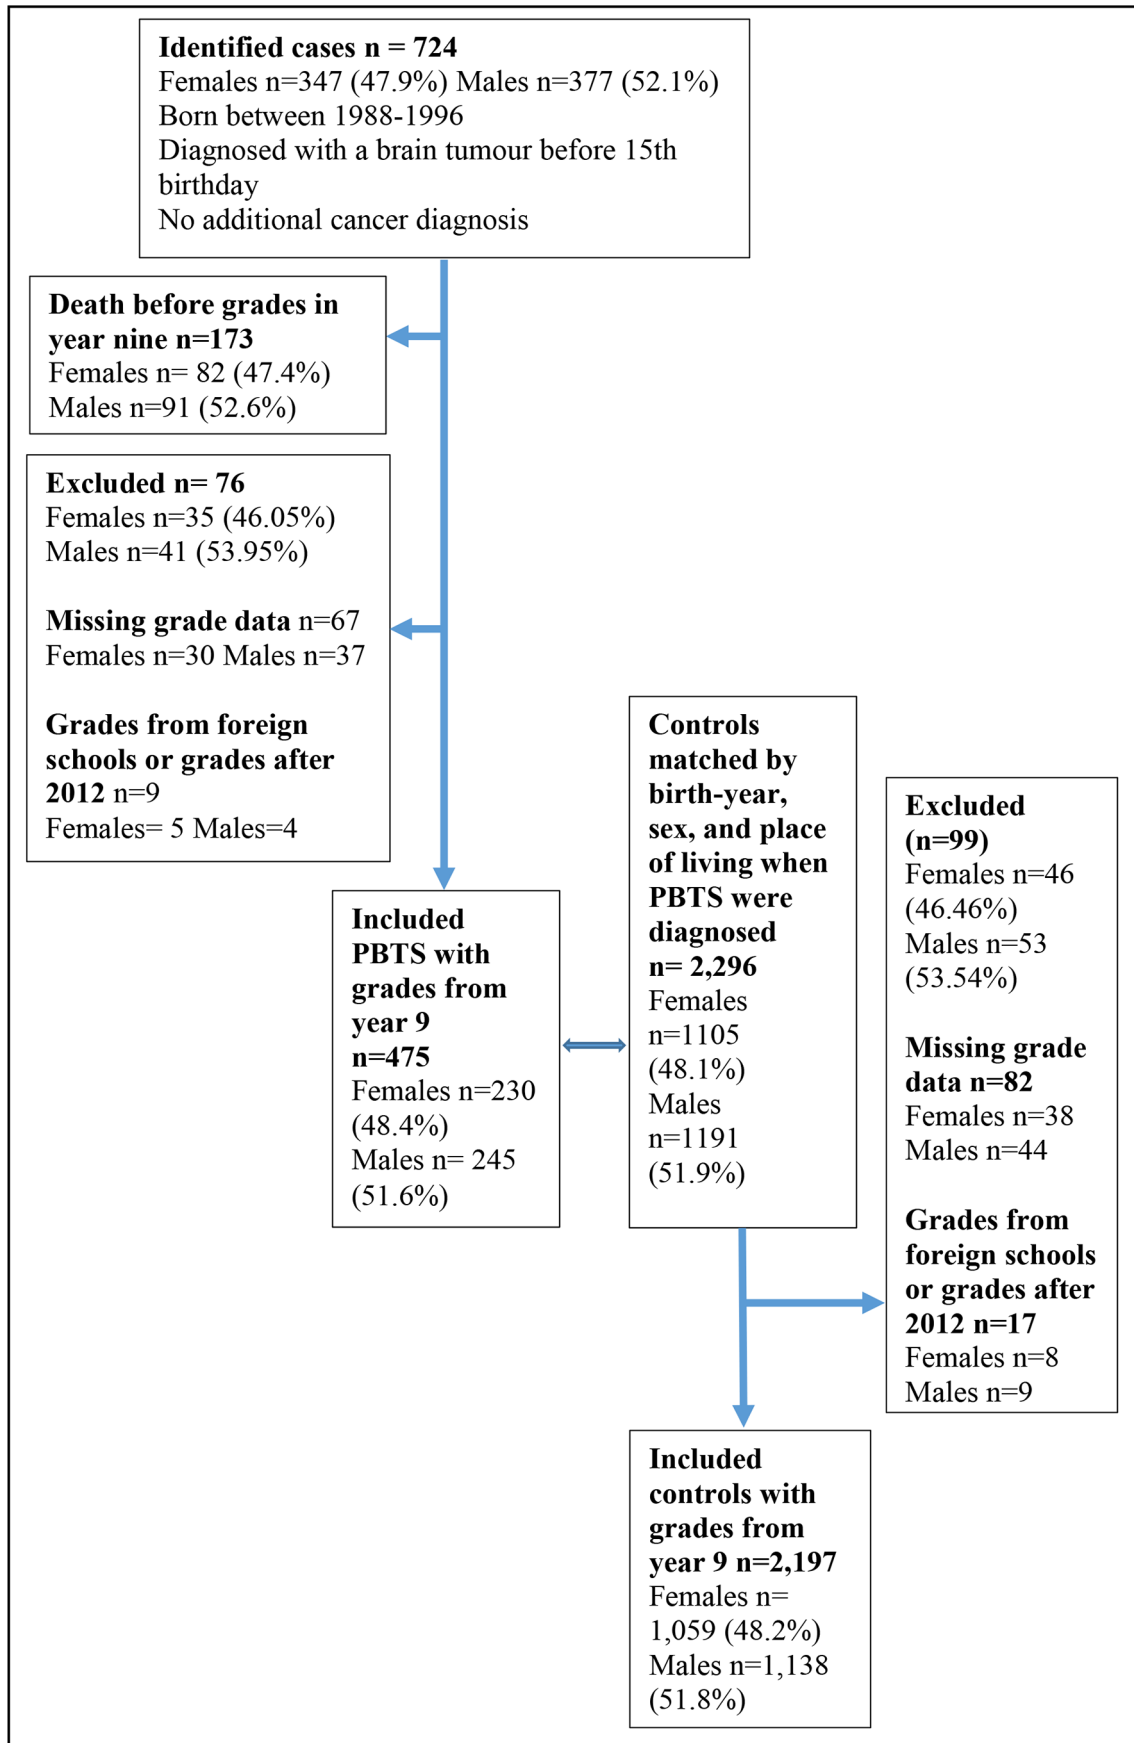 Identified cases n = 724
Females n=347 (47.9%) Males n=377 (52.1%)
Born between 1988-1996
Diagnosed with a brain tumour before 15th
birthday
No additional cancer diagnosis
Death before grades in
year nine n=173
Females n= 82 (47.4%)
Males n=91 (52.6%)
Excluded n= 76
Females n=35 (46.05%)
Males n=41 (53.95%)
Missing grade data n=67
Females n=30 Males n=37
Grades from foreign
schools or grades after
2012 n=9
Females= 5 Males=4
Included
PBTS with
grades from
year 9
n=475
Females n=230
(48.4%)
Males n= 245
(51.6%)
Controls
matched by
birth-year,
sex, and place
of living when
PBTS were
diagnosed
n= 2,296
Females
n=1105
(48.1%)
Males
n=1191
(51.9%)
Excluded
(n=99)
Females n=46
(46.46%)
Males n=53
(53.54%)
Missing grade
data n=82
Females n=38
Males n=44
Grades from
foreign schools
or grades after
2012 n=17
Females n=8
Males n=9
Included
controls with
grades from
year 9 n=2,197
Females n=
1,059 (48.2%)
Males n=1,138
(51.8%)